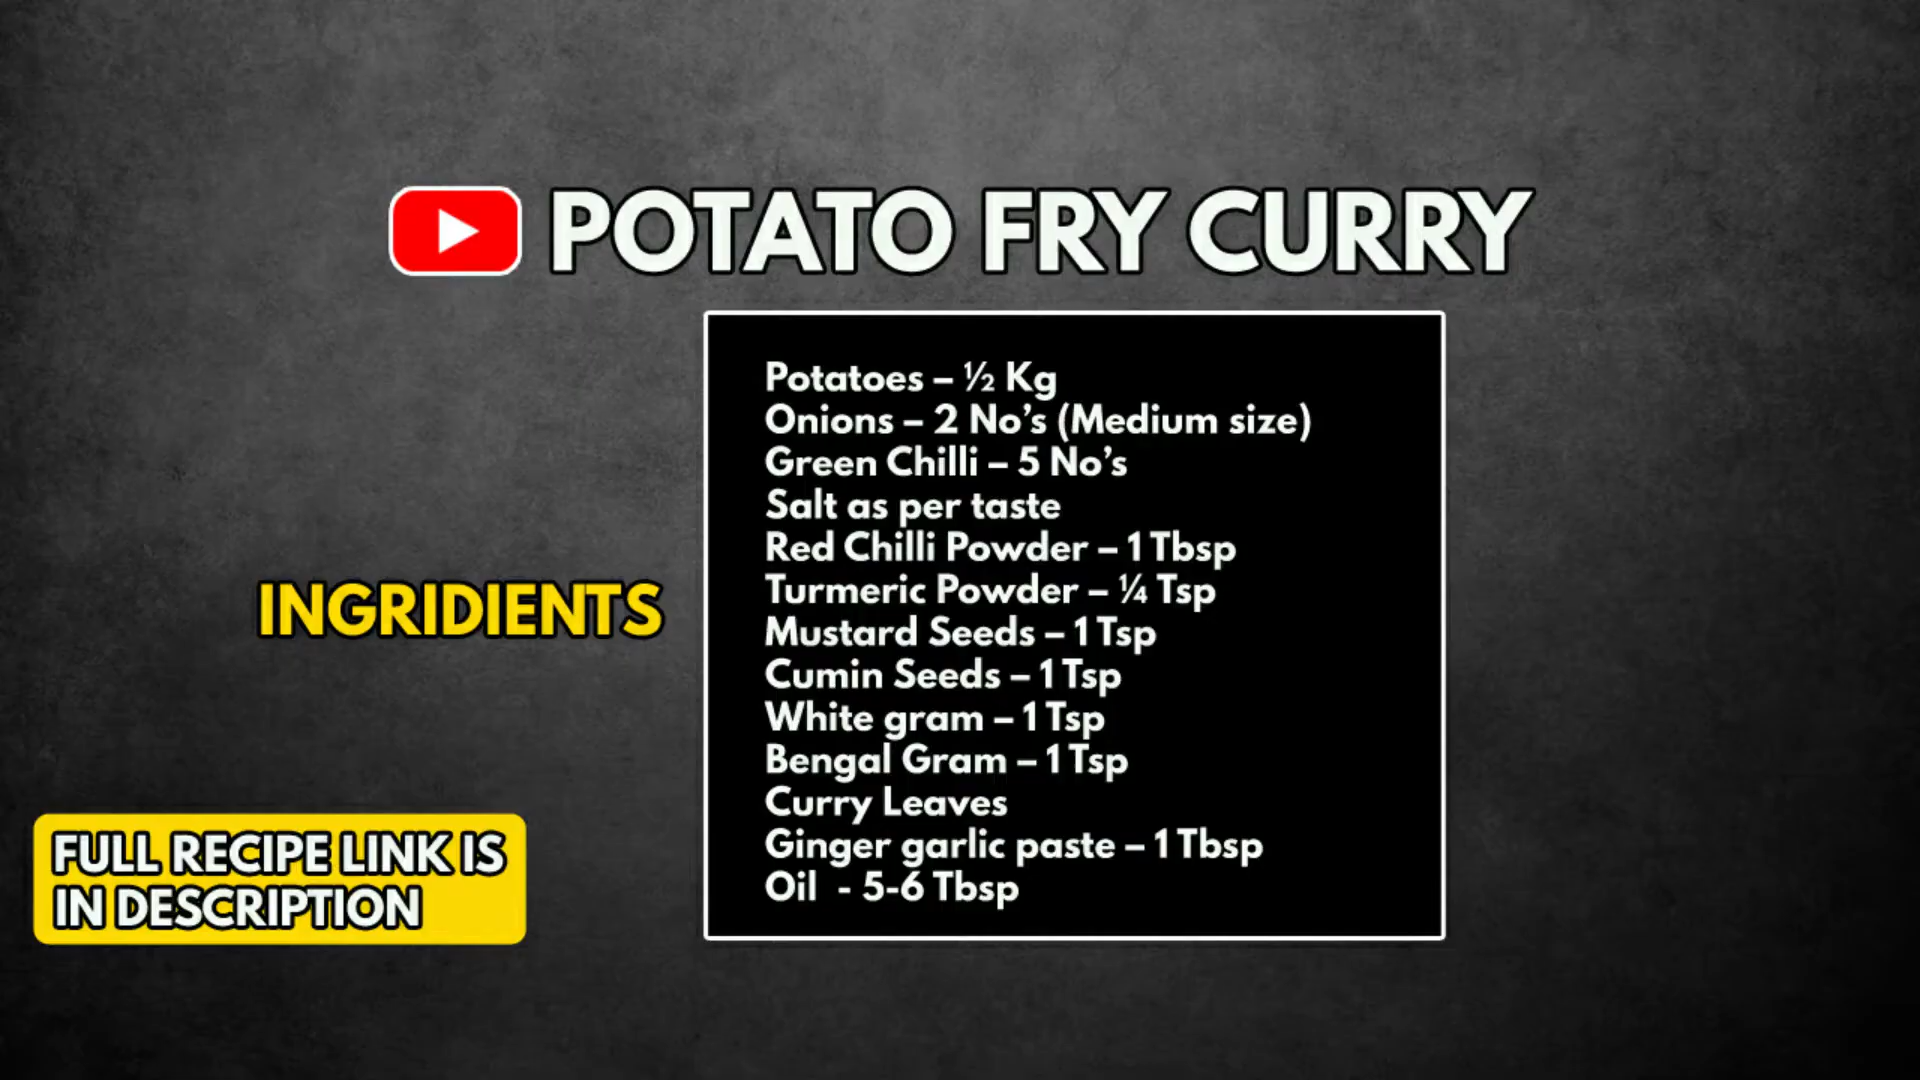 POTATO FRY CURRY
INGRIDIENTS
Potatoes – ½ Kg
Onions – 2 No's (Medium size)
Green Chilli – 5 No's
Salt as per taste
Red Chilli Powder – 1 Tbsp
Turmeric Powder – ¼ Tsp
Mustard Seeds – 1 Tsp
Cumin Seeds – 1 Tsp
White gram – 1 Tsp
Bengal Gram – 1 Tsp
Curry Leaves
Ginger garlic paste – 1 Tbsp
Oil - 5-6 Tbsp
FULL RECIPE LINK IS
IN DESCRIPTION